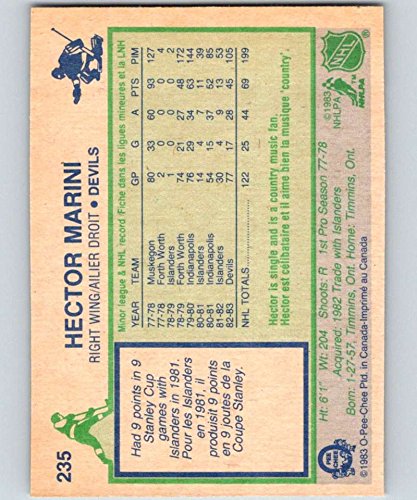 235
HECTOR MARINI
RIGHT WING/AILIER DROIT • DEVILS
Had 9 points in 9
Stanley Cup
games with
Islanders in 1981.
Pour les Islanders
en 1981, il
produisit 9 points
en 9 joutes de la
Coupe Stanley.
Minor league & NHL record /Fiche dans les ligues mineures et la LNH
YEAR TEAM GP G A PTS PIM
77-78 Muskegon 80 33 60 93 127
77-78 Forth Worth
78-79 Islanders 1 0 0 0 2
78-79 Forth Worth 74 21 27 48 172
79-80 Indianapolis 76 29 34 63 144
80-81 Islanders 14 4 7 11 39
80-81 Indianapolis 54 15 37 52 85
81-82 Islanders 30 4 9 13 53
82-83 Devils 77 17 28 45 105
NHL TOTALS 122 25 44 69 199
Hector is single and is a country music fan.
Hector est célibataire et il aime bien la musique 'country'.
Ht: 6'1" Wt: 204 Shoots: R 1st Pro Season 77-78
Acquired: 1982 Trade with Islanders
Born: 1-27-57, Timmins, Ont. Home: Timmins, Ont.
©1983 O-Pee-Chee Ptd. in Canada-Imprimé au Canada
O
PEE
CHEE
NHL
TM
©1983
NHLPA
NHLPA